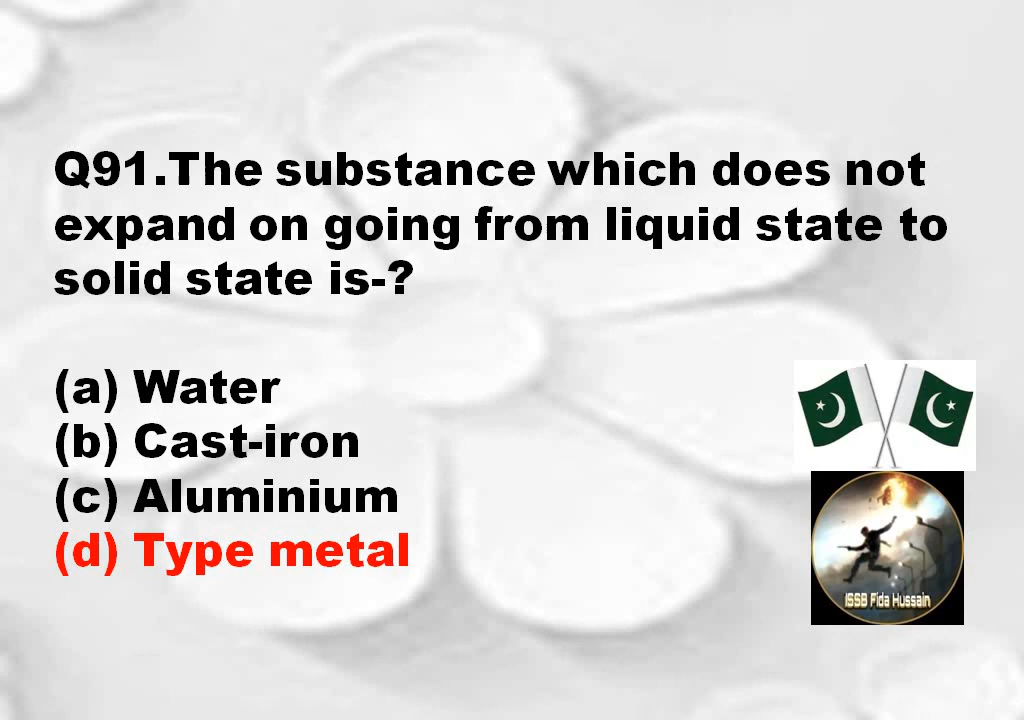 Q91.The substance which does not
expand on going from liquid state to
solid state is-?
(a) Water
(b) Cast-iron
(c) Aluminium
(d) Type metal
ISSB Fida Hussain